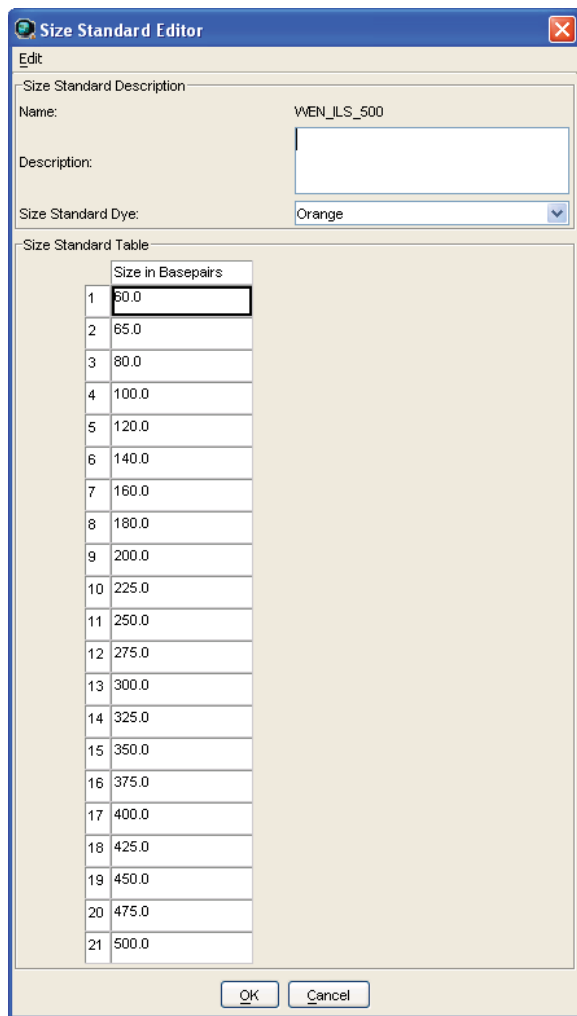 Size Standard Editor
Edit
Size Standard Description
Name: WEN_ILS_500
Description:
Size Standard Dye: Orange
Size Standard Table
Size in Basepairs
1 60.0
2 65.0
3 80.0
4 100.0
5 120.0
6 140.0
7 160.0
8 180.0
9 200.0
10 225.0
11 250.0
12 275.0
13 300.0
14 325.0
15 350.0
16 375.0
17 400.0
18 425.0
19 450.0
20 475.0
21 500.0
OK Cancel